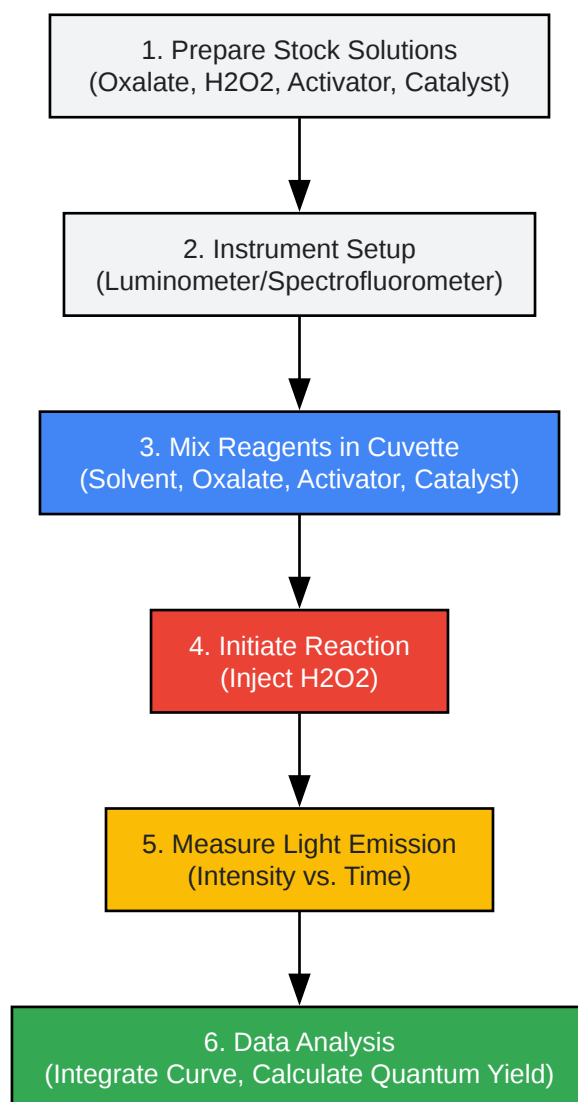 1. Prepare Stock Solutions
(Oxalate, H2O2, Activator, Catalyst)
2. Instrument Setup
(Luminometer/Spectrofluorometer)
3. Mix Reagents in Cuvette
(Solvent, Oxalate, Activator, Catalyst)
4. Initiate Reaction
(Inject H2O2)
5. Measure Light Emission
(Intensity vs. Time)
6. Data Analysis
(Integrate Curve, Calculate Quantum Yield)